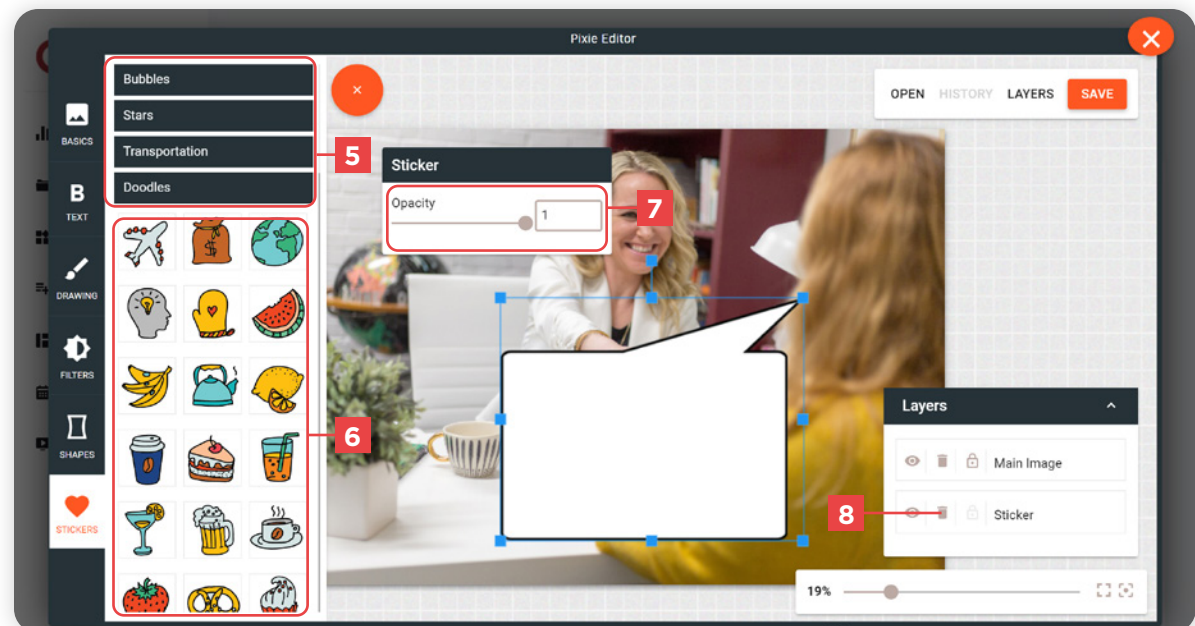 Pixie Editor
BASICS
B
TEXT
DRAWING
FILTERS
SHAPES
STICKERS
Bubbles
Stars
Transportation
Doodles
5
6
×
OPEN HISTORY LAYERS SAVE
Sticker
Opacity
1
7
$
Layers
Main Image
Sticker
8
19%